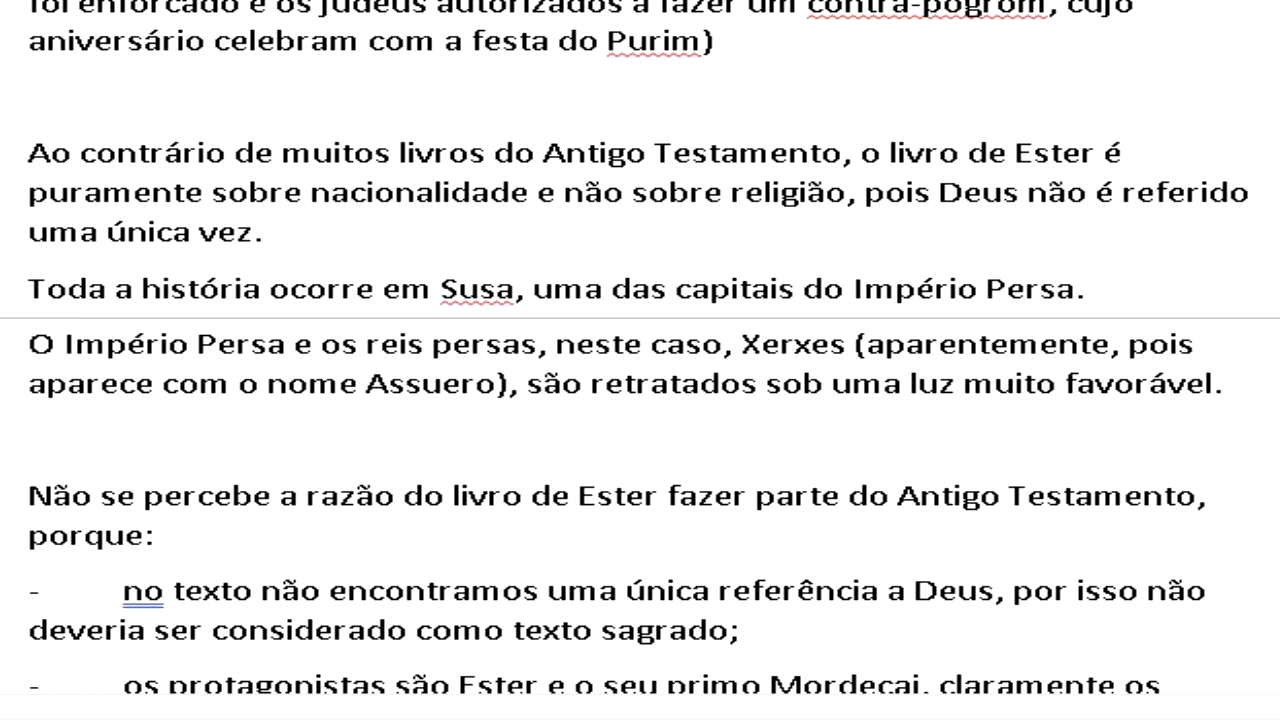 foi enforcado e os judeus autorizados a fazer um contra-pogrom, cujo
aniversário celebram com a festa do Purim)
Ao contrário de muitos livros do Antigo Testamento, o livro de Ester é
puramente sobre nacionalidade e não sobre religião, pois Deus não é referido
uma única vez.
Toda a história ocorre em Susa, uma das capitais do Império Persa.
O Império Persa e os reis persas, neste caso, Xerxes (aparentemente, pois
aparece com o nome Assuero), são retratados sob uma luz muito favorável.
Não se percebe a razão do livro de Ester fazer parte do Antigo Testamento,
porque:
- no texto não encontramos uma única referência a Deus, por isso não
deveria ser considerado como texto sagrado;
- os protagonistas são Ester e o seu primo Mordecai, claramente os